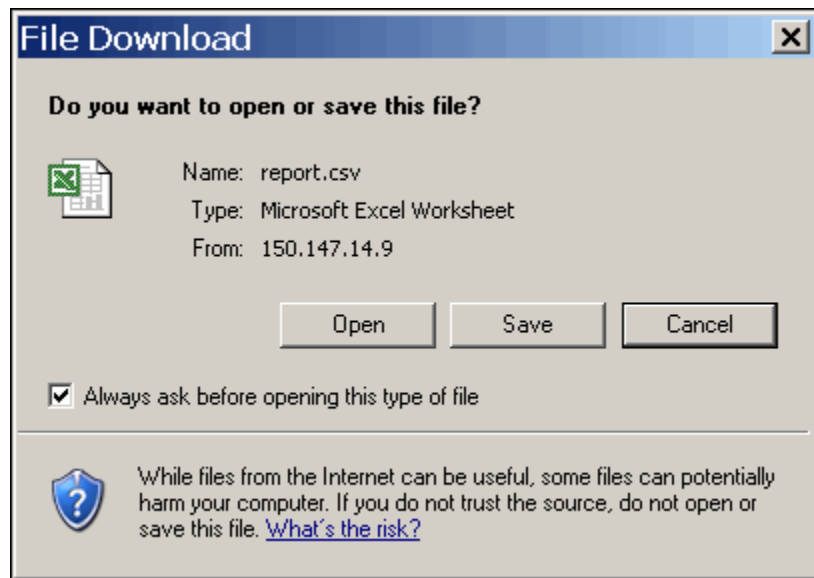 File Download
Do you want to open or save this file?
Name: report.csv
Type: Microsoft Excel Worksheet
From: 150.147.14.9
Open Save Cancel
Always ask before opening this type of file
While files from the Internet can be useful, some files can potentially
harm your computer. If you do not trust the source, do not open or
save this file. What's the risk?